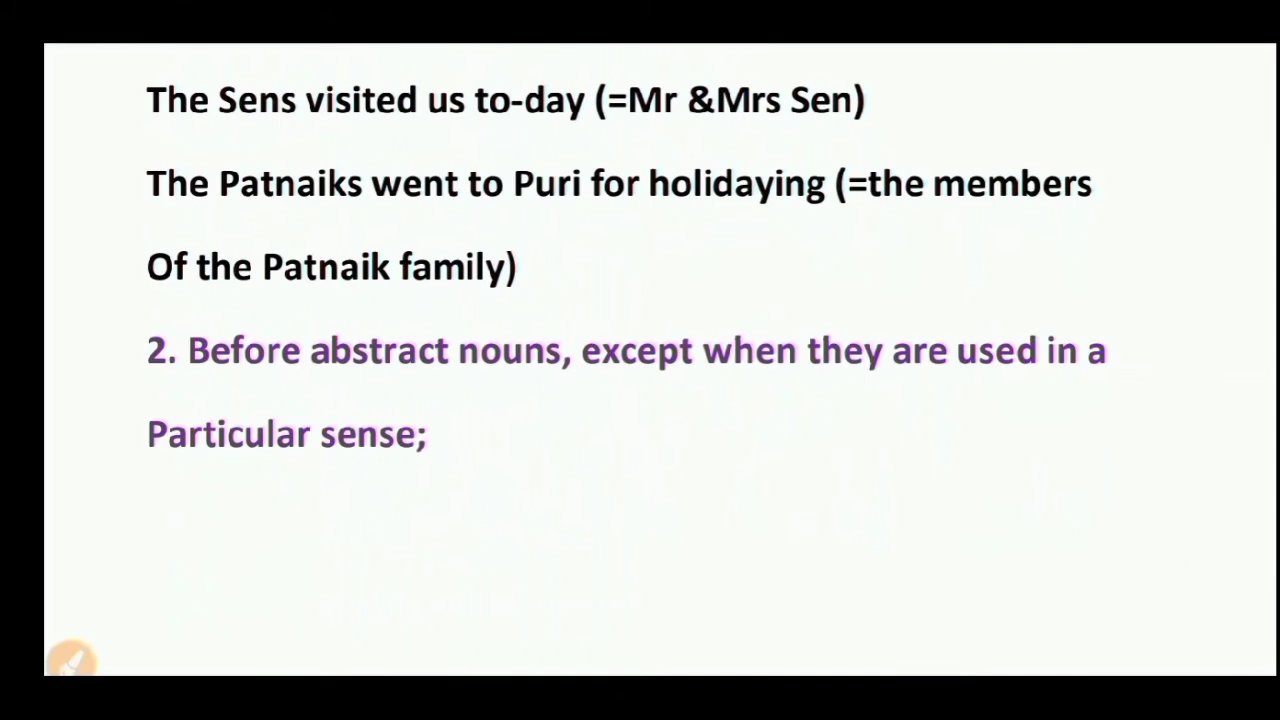 The Sens visited us to-day (=Mr &Mrs Sen)
The Patnaiks went to Puri for holidaying (=the members
Of the Patnaik family)
2. Before abstract nouns, except when they are used in a
Particular sense;